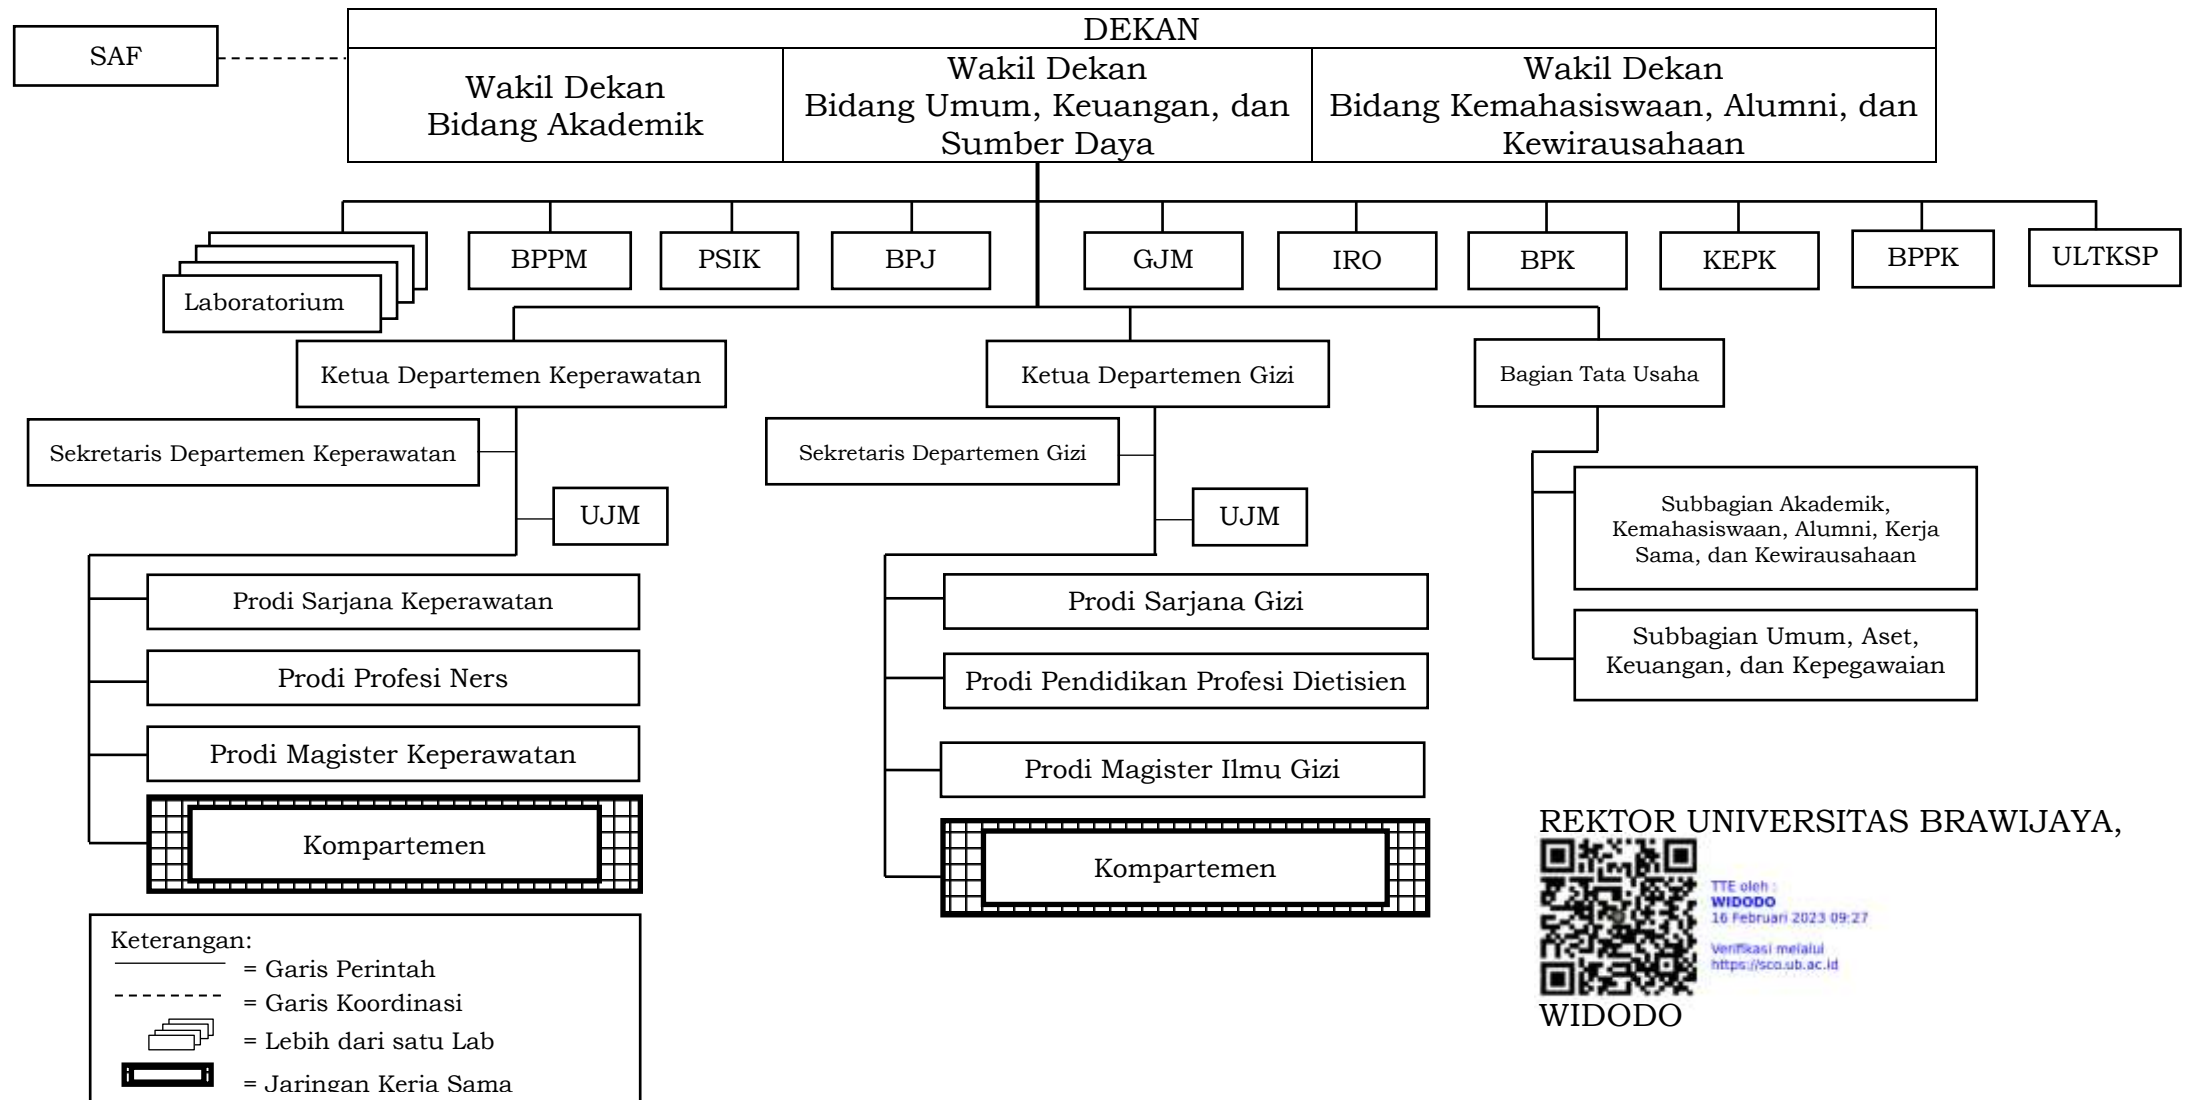 DEKAN
SAF
Wakil Dekan
Bidang Akademik
Wakil Dekan
Bidang Umum, Keuangan, dan
Sumber Daya
Wakil Dekan
Bidang Kemahasiswaan, Alumni, dan
Kewirausahaan
Laboratorium
BPPM
PSIK
BPJ
GJM
IRO
BPK
KEPK
BPPK
ULTKSP
Ketua Departemen Keperawatan
Ketua Departemen Gizi
Bagian Tata Usaha
Sekretaris Departemen Keperawatan
UJM
Prodi Sarjana Keperawatan
Prodi Profesi Ners
Prodi Magister Keperawatan
Kompartemen
Sekretaris Departemen Gizi
UJM
Prodi Sarjana Gizi
Prodi Pendidikan Profesi Dietisien
Prodi Magister Ilmu Gizi
Kompartemen
Subbagian Akademik,
Kemahasiswaan, Alumni, Kerja
Sama, dan Kewirausahaan
Subbagian Umum, Aset,
Keuangan, dan Kepegawaian
Keterangan:
= Garis Perintah
= Garis Koordinasi
= Lebih dari satu Lab
= Jaringan Kerja Sama
REKTOR UNIVERSITAS BRAWIJAYA,
TTE oleh :
WIDODO
16 Februari 2023 09:27
Verifikasi melalui
https://sco.ub.ac.id
WIDODO